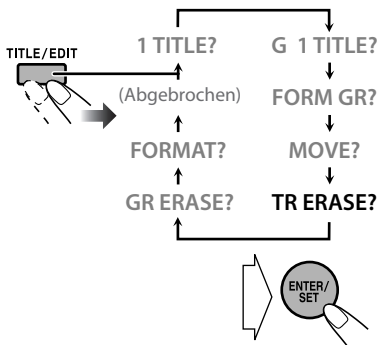 1 TITLE? G 1 TITLE?
TITLE/EDIT
(Abgebrochen) FORM GR?
FORMAT? MOVE?
GR ERASE? TR ERASE?
ENTER/
SET